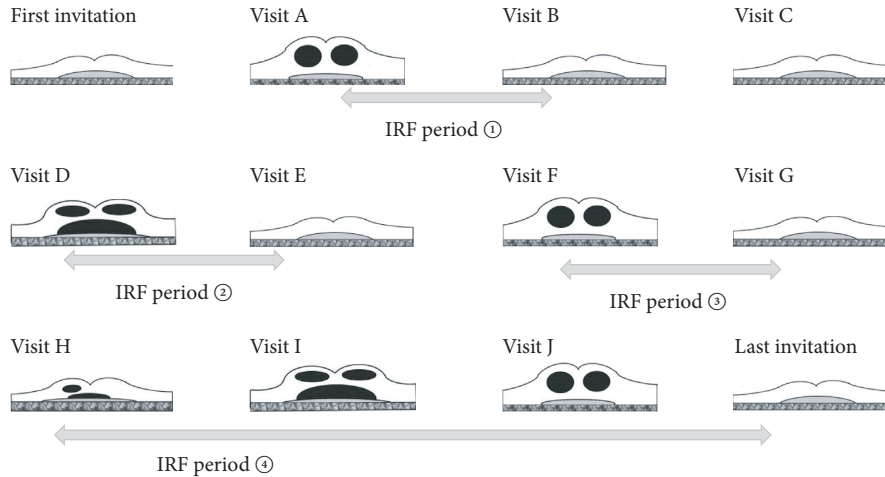 First invitation
Visit A
Visit B
Visit C
IRF period ①
Visit D
Visit E
Visit F
Visit G
IRF period ②
IRF period ③
Visit H
Visit I
Visit J
Last invitation
IRF period ④